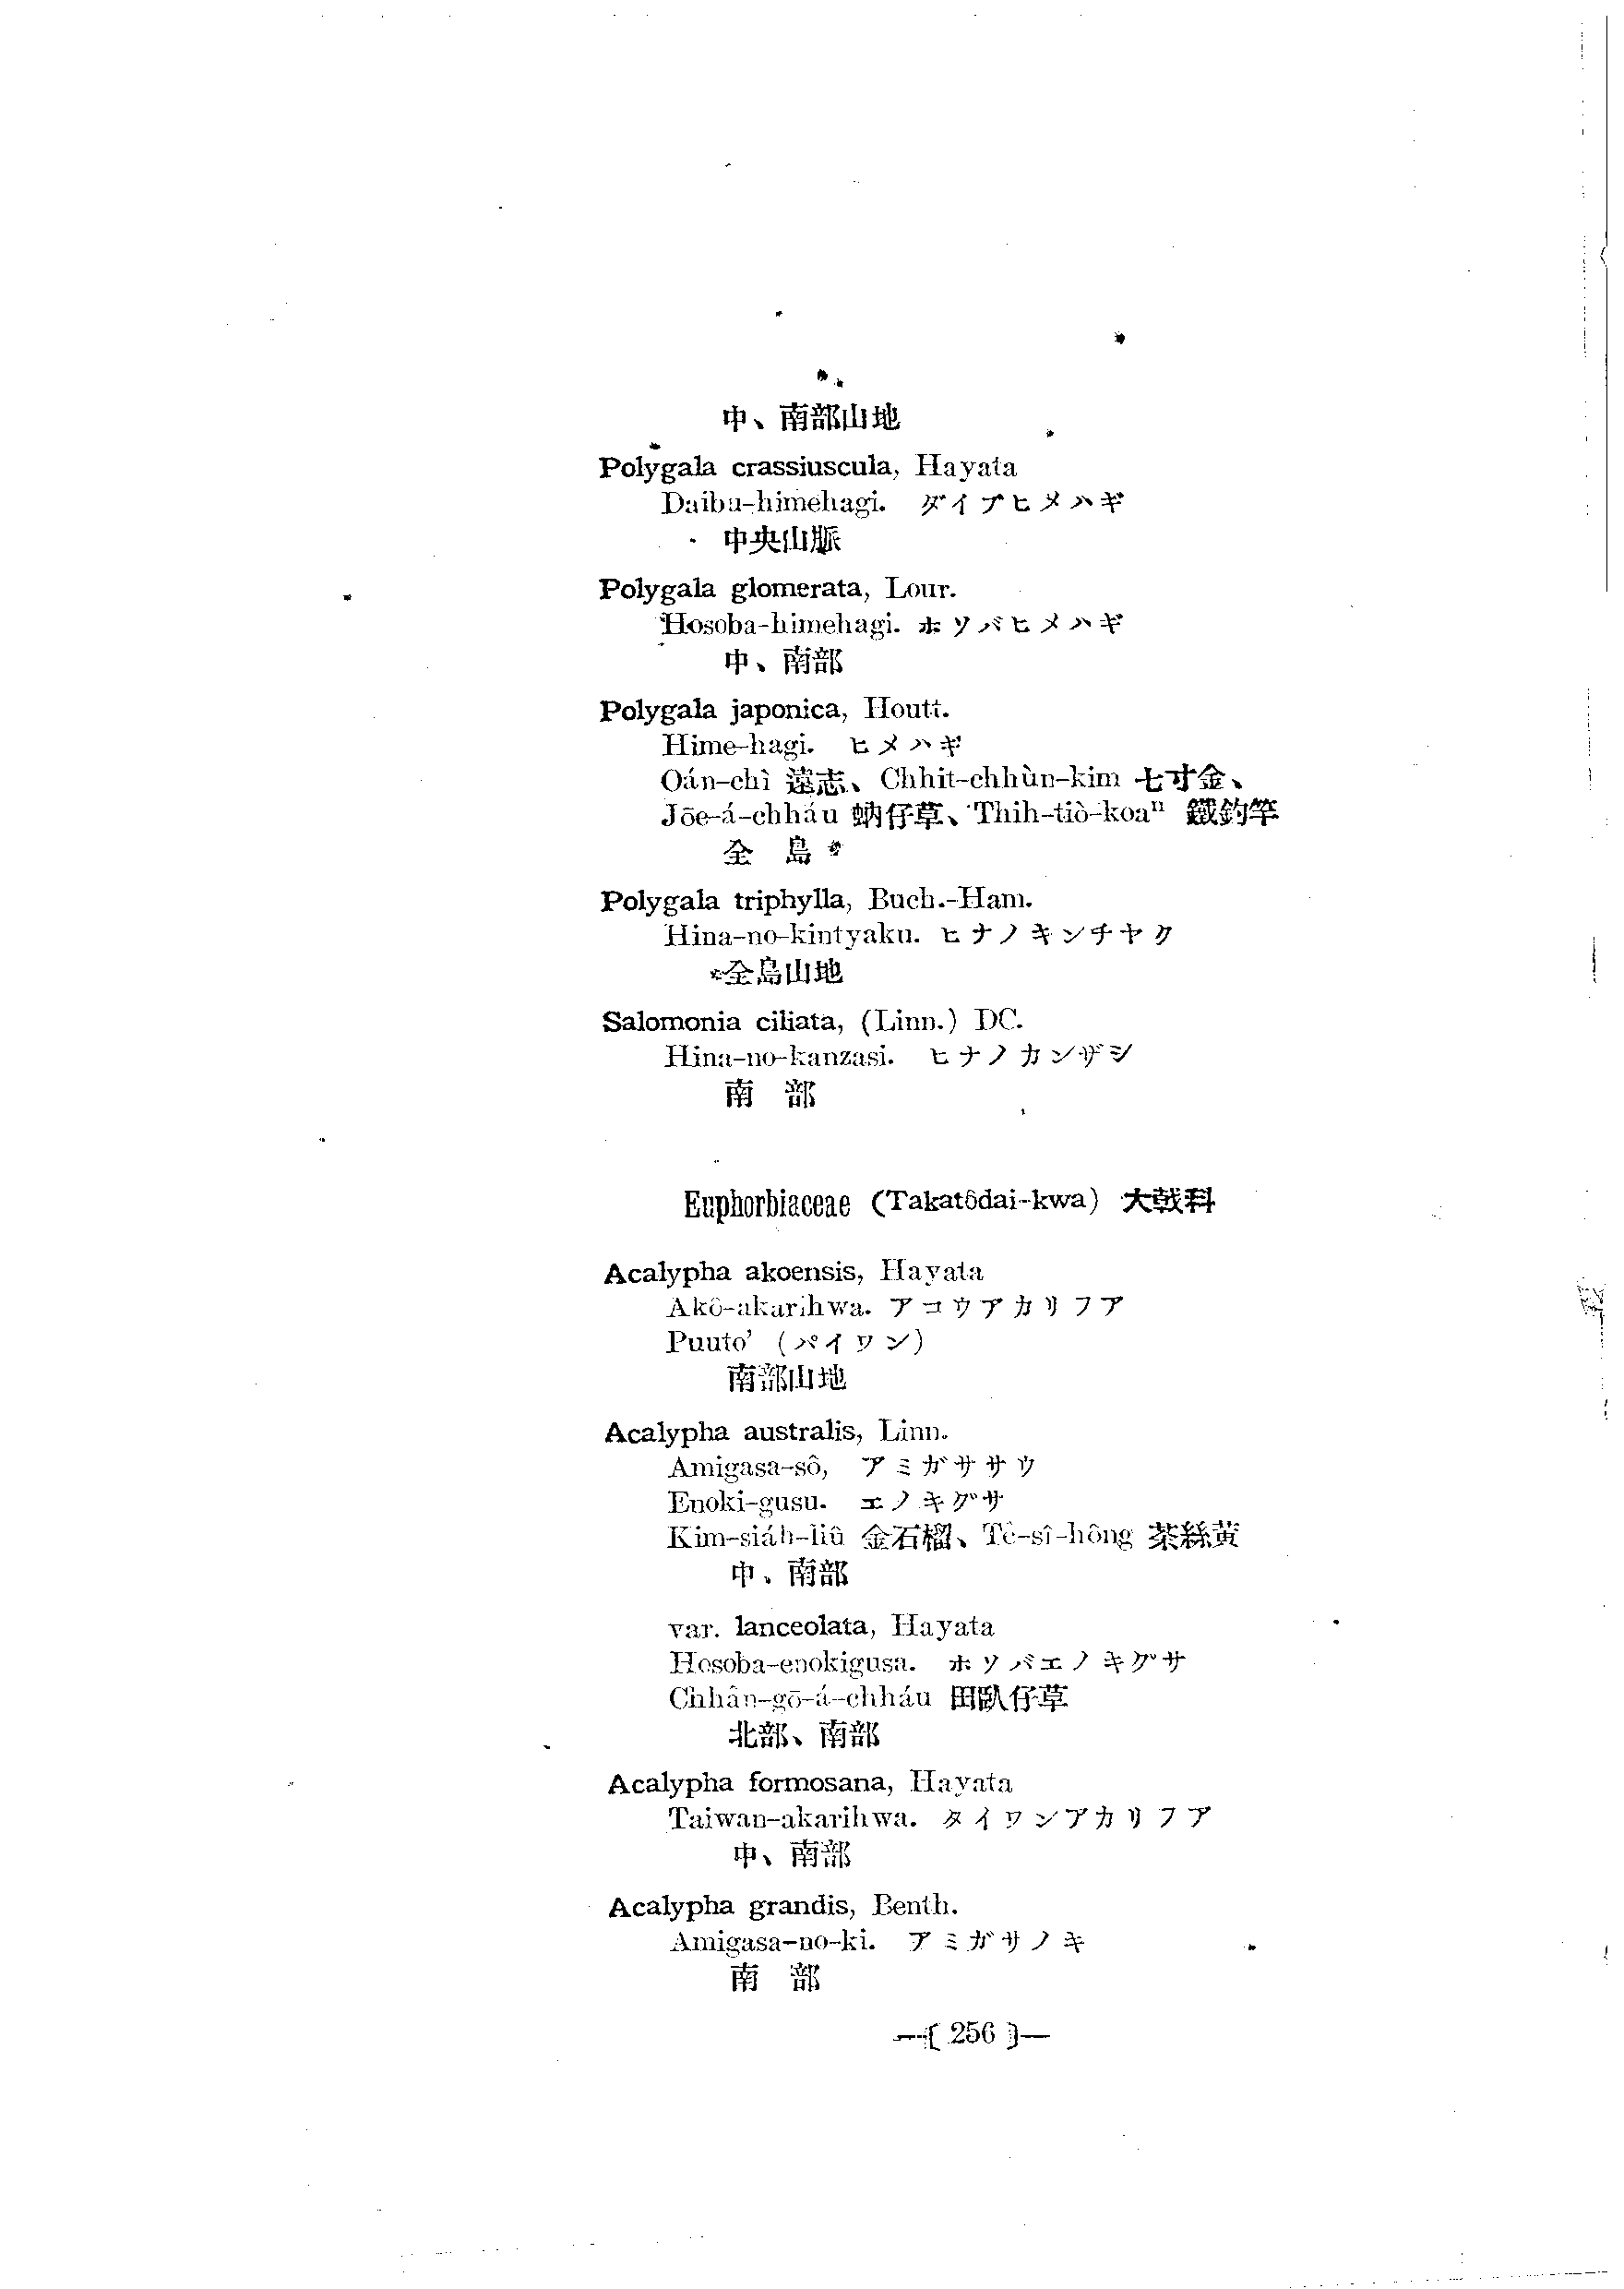 中、南部山地
Polygala crassiuscula, Hayata
Daibu-himehagi. ダイブヒメハギ
中央山脈
Polygala glomerata, Lour.
Hosoba-himehagi. ホソバヒメハギ
中、南部
Polygala japonica, Houtt.
Hime-hagi. ヒメハギ
Oán-chì 遠志、Chhit-chhùn-kim 七寸金、
Jōe-á-chháu 蚋仔草、Thih-tiò-koaⁿ 鐵釣竿
全 島
Polygala triphylla, Buch.-Ham.
Hina-no-kintyaku. ヒナノキンチヤク
全島山地
Salomonia ciliata, (Linn.) DC.
Hina-no-kanzasi. ヒナノカンザシ
南 部
Euphorbiaceae (Takatôdai-kwa) 大戟科
Acalypha akoensis, Hayata
Akô-akarihwa. アコウアカリフア
Puuto' (パイワン)
南部山地
Acalypha australis, Linn.
Amigasa-sô, アミガササウ
Enoki-gusu. エノキグサ
Kim-siáh-liû 金石榴、Tê-sî-hông 茶絲黄
中、南部
var. lanceolata, Hayata
Hosoba-enokigusa. ホソバエノキグサ
Chhân-gō-á-chháu 田臥仔草
北部、南部
Acalypha formosana, Hayata
Taiwan-akarihwa. タイワンアカリフア
中、南部
Acalypha grandis, Benth.
Amigasa-no-ki. アミガサノキ
南 部
—( 256 )—